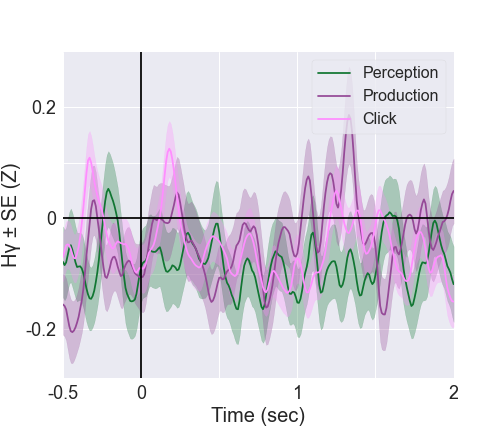 Perception
Production
Click
0.2
0
-0.2
Hγ ± SE (Z)
-0.5
0
1
2
Time (sec)